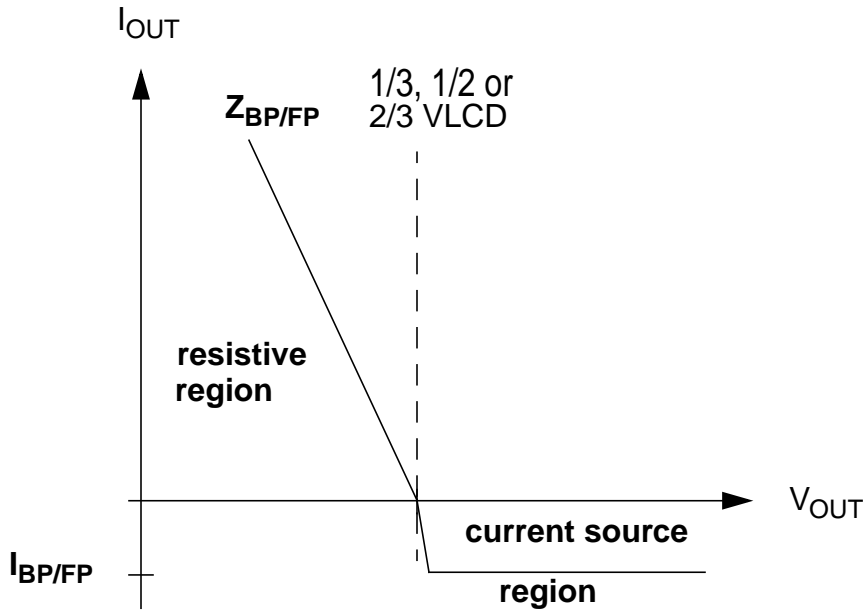 IOUT
1/3, 1/2 or
2/3 VLCD
ZBP/FP
resistive
region
VOUT
current source
IBP/FP
region